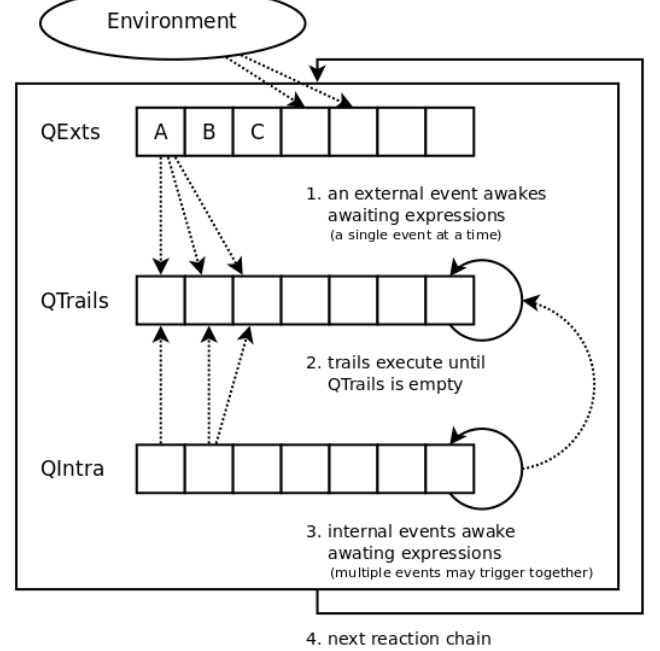 Environment
QExts
A B C
1. an external event awakes
awaiting expressions
(a single event at a time)
QTrails
2. trails execute until
QTrails is empty
QIntra
3. internal events awake
awating expressions
(multiple events may trigger together)
4. next reaction chain